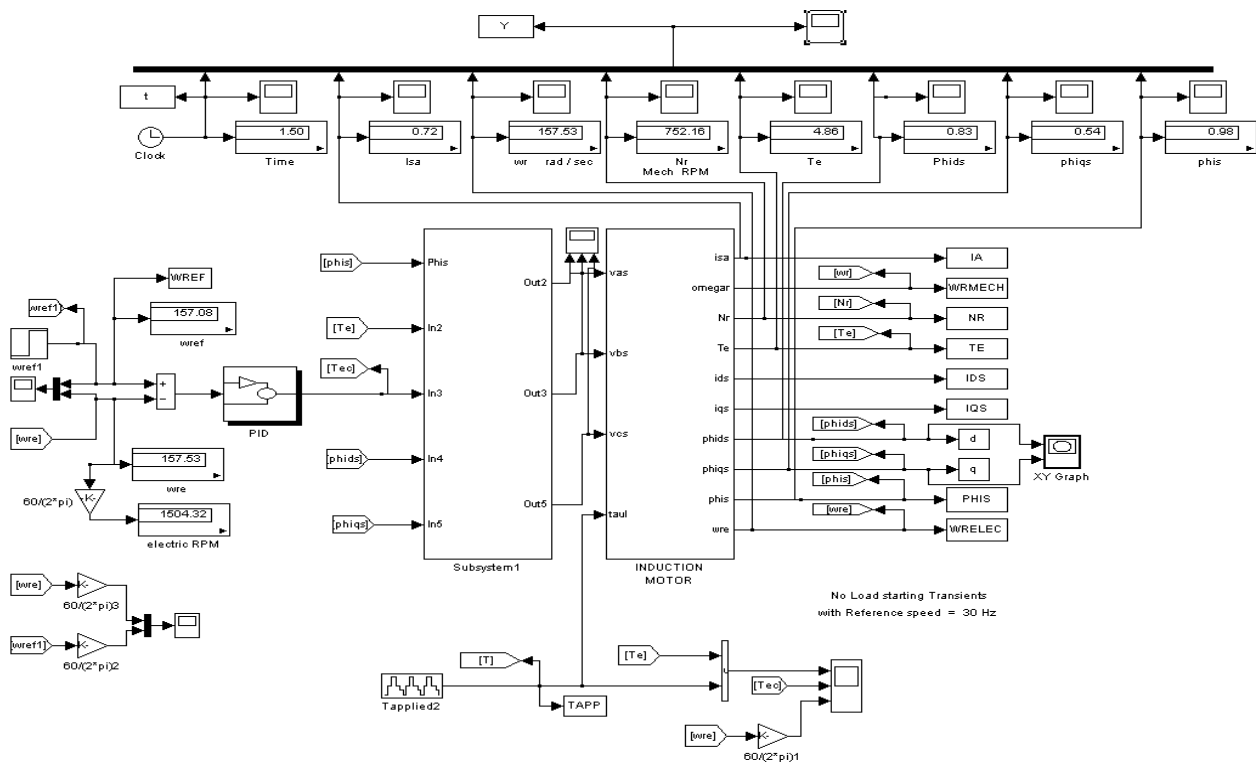 Y
t
Clock
1.50
Time
0.72
Isa
157.53
wr rad / sec
752.16
Nr
Mech RPM
4.86
Te
0.83
Phids
0.54
phiqs
0.98
phis
[phis]
[Te]
[Tec]
[phids]
[phiqs]
Phis
In2
In3
In4
In5
Out2
Out3
Out5
Subsystem1
vas
vbs
vcs
taul
isa
omegar
Nr
Te
ids
iqs
phids
phiqs
phis
wre
INDUCTION
MOTOR
[wr]
[Nr]
[Te]
[phids]
[phiqs]
[phis]
[wre]
IA
WRMECH
NR
TE
IDS
IQS
d
q
PHIS
WRELEC
XY Graph
WREF
wref1]
157.08
wref
wref1
+
−
PID
[wre]
157.53
wre
-K-
60/(2*pi)
1504.32
electric RPM
[wre]
K-
60/(2*pi)3
[wref1]
K-
60/(2*pi)2
No Load starting Transients
with Reference speed = 30 Hz
[T]
Tapplied2
TAPP
[Te]
[Tec]
[wre]
K-
60/(2*pi)1